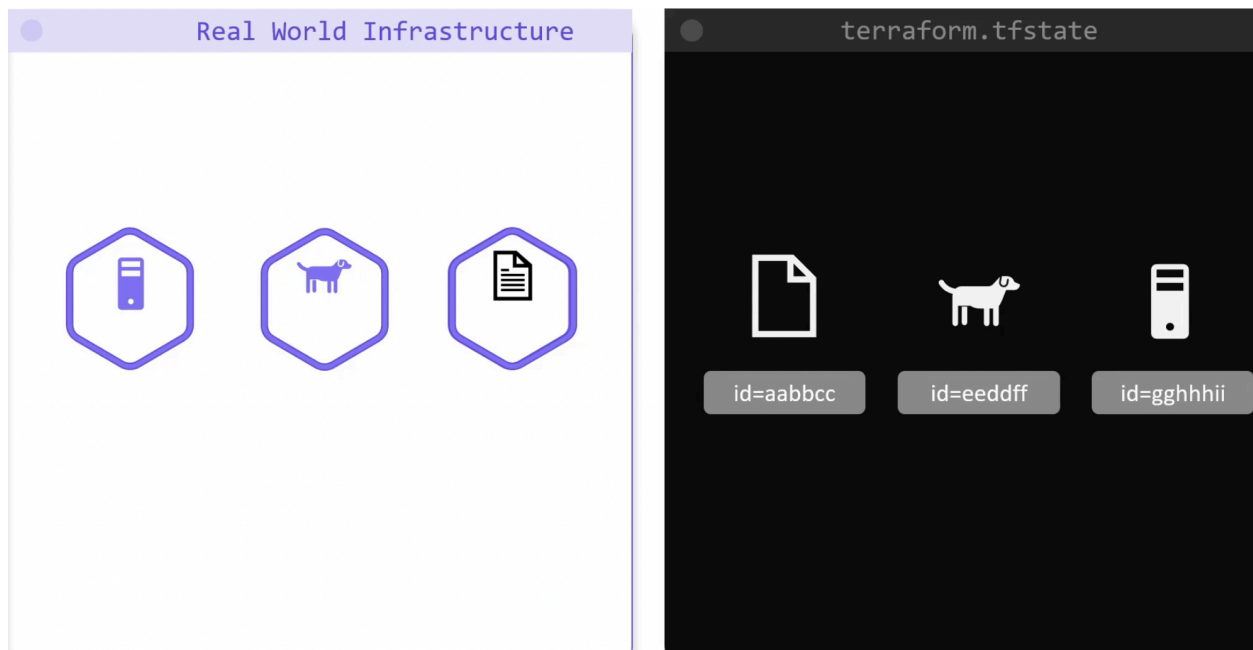 Real World Infrastructure
terraform.tfstate
id=aabbcc
id=eeddff
id=gghhhii